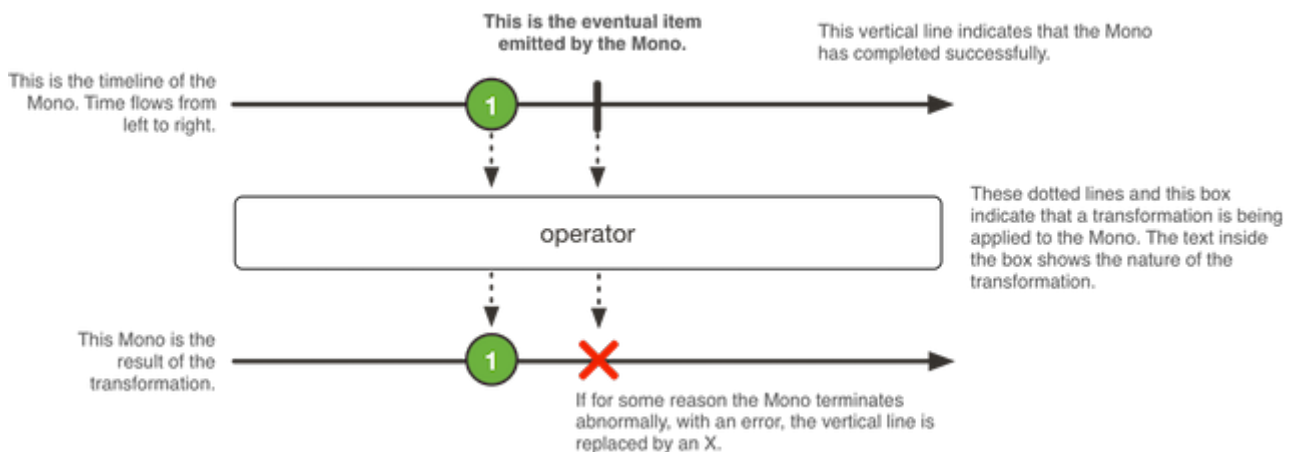 This is the eventual item
emitted by the Mono.
This vertical line indicates that the Mono
has completed successfully.
This is the timeline of the
Mono. Time flows from
left to right.
1
operator
These dotted lines and this box
indicate that a transformation is being
applied to the Mono. The text inside
the box shows the nature of the
transformation.
This Mono is the
result of the
transformation.
1
If for some reason the Mono terminates
abnormally, with an error, the vertical line is
replaced by an X.